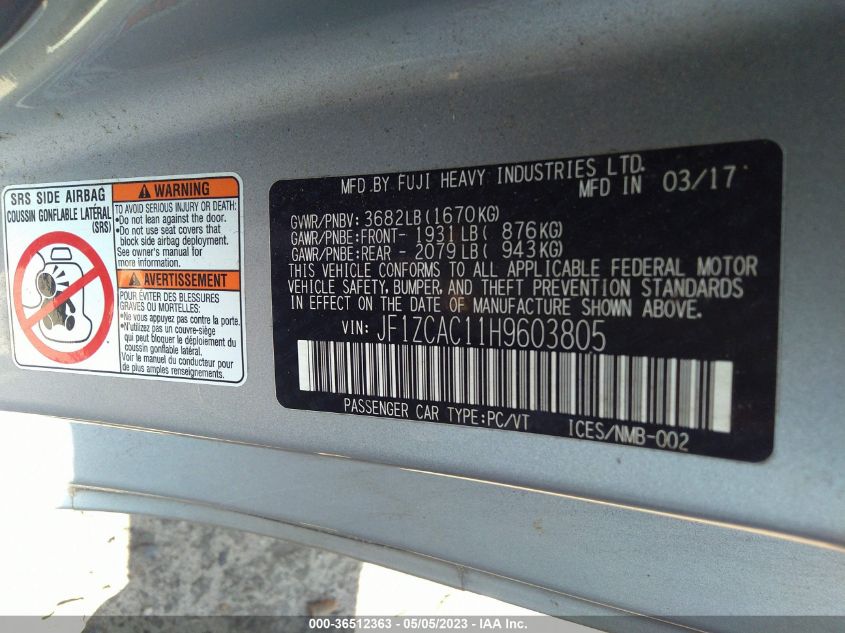 SRS SIDE AIRBAG
COUSSIN GONFLABLE LATÉRAL
(SRS)
WARNING
TO AVOID SERIOUS INJURY OR DEATH:
•Do not lean against the door.
•Do not use seat covers that
block side airbag deployment.
See owner's manual for
more information.
AVERTISSEMENT
POUR ÉVITER DES BLESSURES
GRAVES OU MORTELLES:
•Ne vous appuyez pas contre la porte.
•Ne pas utiliser un couvre-siège
qui peut bloquer le déploiement du
coussin gonflable latéral.
Voir le manuel du conducteur pour
de plus amples renseignements.
MFD.BY FUJI HEAVY INDUSTRIES LTD.
MFD IN 03/17
GVWR/PNBV: 3682LB(1670KG)
GAWR/PNBE:FRONT- 1931LB( 876KG)
GAWR/PNBE:REAR - 2079LB( 943KG)
THIS VEHICLE CONFORMS TO ALL APPLICABLE FEDERAL MOTOR
VEHICLE SAFETY, BUMPER, AND THEFT PREVENTION STANDARDS
IN EFFECT ON THE DATE OF MANUFACTURE SHOWN ABOVE.
VIN: JF1ZCAC11H9603805
PASSENGER CAR TYPE:PC/VT ICES/NMB-002
000-36512363 - 05/05/2023 - IAA Inc.